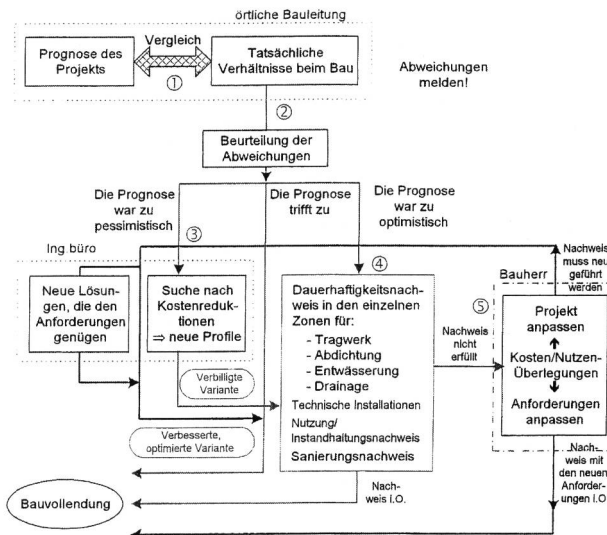 örtliche Bauleitung
Prognose des
Projekts
Vergleich
①
Tatsächliche
Verhältnisse beim Bau
Abweichungen
melden!
②
Beurteilung der
Abweichungen
Die Prognose
war zu
pessimistisch
Die Prognose
trifft zu
Die Prognose
war zu
optimistisch
③
Ing.büro
Neue Lösun-
gen, die den
Anforderungen
genügen
Suche nach
Kostenreduk-
tionen
⇒ neue Profile
Verbilligte
Variante
Verbesserte,
optimierte Variante
④
Dauerhaftigkeitsnach-
weis in den einzelnen
Zonen für:
- Tragwerk
- Abdichtung
- Entwässerung
- Drainage
Technische Installationen
Nutzung/
Instandhaltungsnachweis
Sanierungsnachweis
Nachweis
nicht
erfüllt
Nachweis
muss neu
geführt
werden
Bauherr
⑤
Projekt
anpassen
Kosten/Nutzen-
Überlegungen
Anforderungen
anpassen
Nach-
weis i.O.
Nach-
weis mit
den neuen
Anforder-
ungen i.O
Bauvollendung